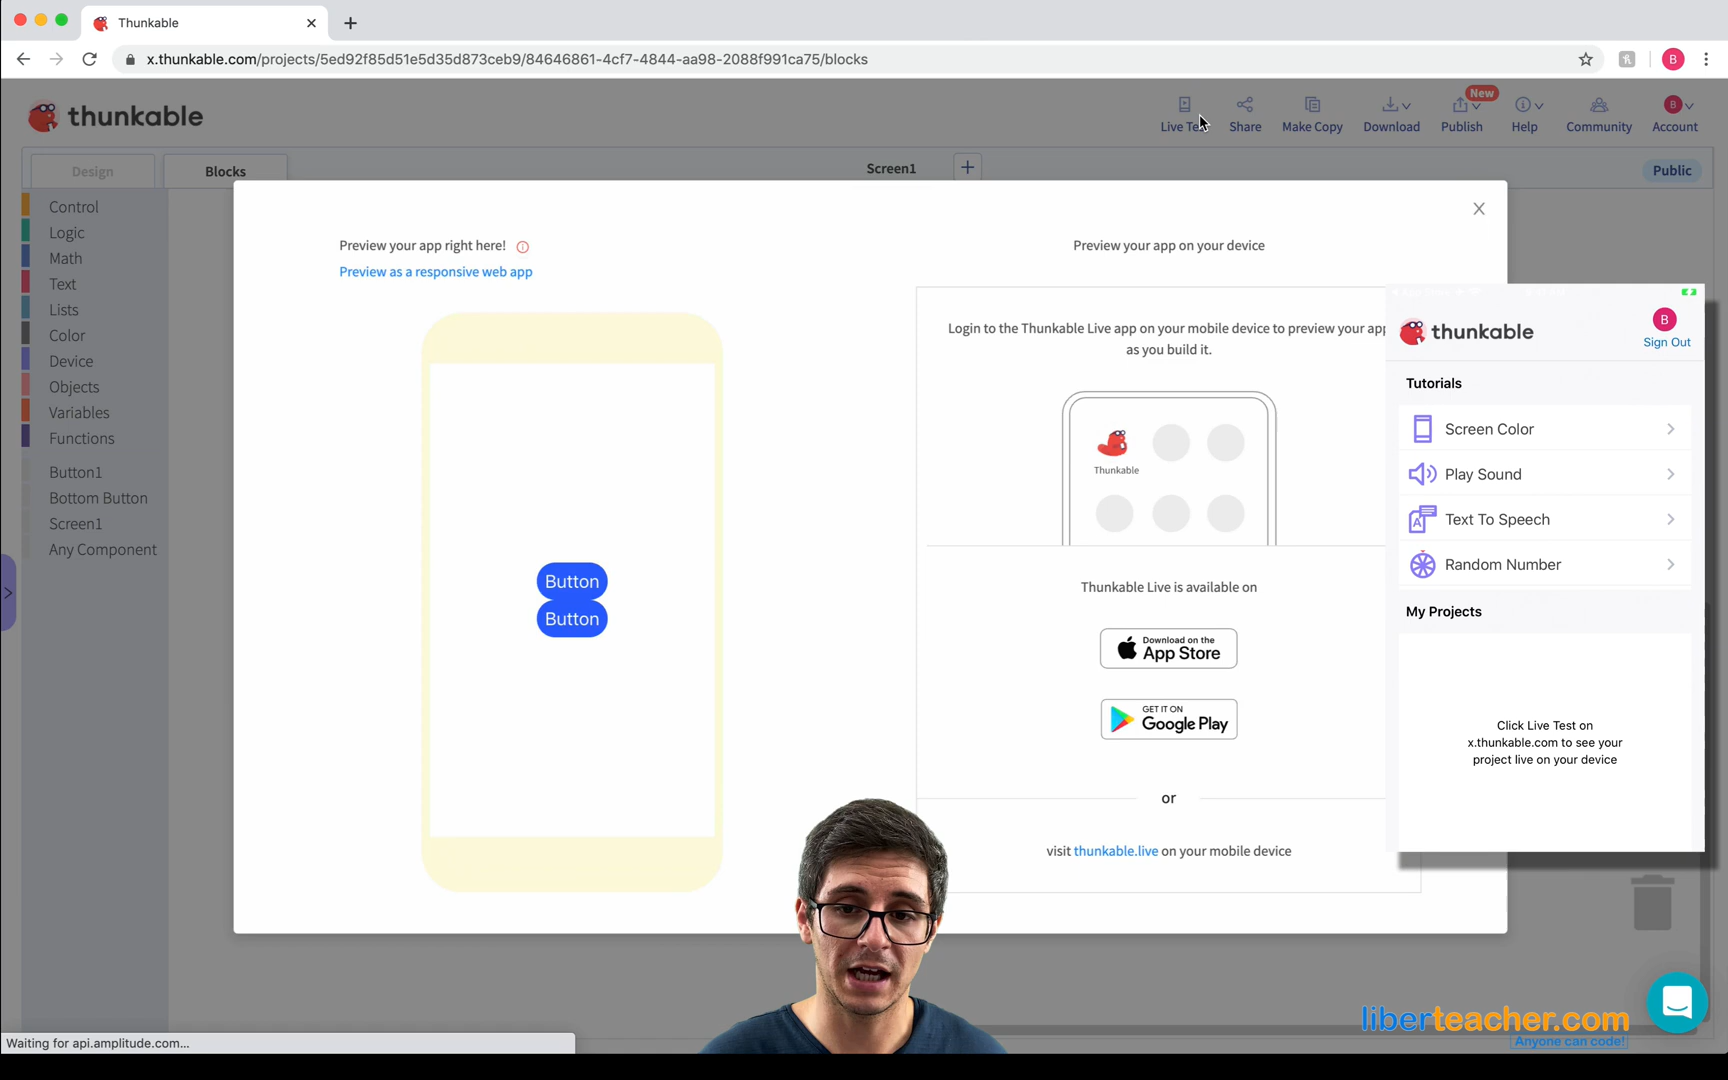 Thunkable
x.thunkable.com/projects/5ed92f85d51e5d35d873ceb9/84646861-4cf7-4844-aa98-2088f991ca75/blocks
B
thunkable
New
Live Test
Share
Make Copy
Download
Publish
Help
Community
B
Account
Design
Blocks
Screen1
Public
Control
Logic
Math
Text
Lists
Color
Device
Objects
Variables
Functions
Button1
Bottom Button
Screen1
Any Component
X
Preview your app right here!
Preview as a responsive web app
Button
Button
Preview your app on your device
Login to the Thunkable Live app on your mobile device to preview your app
as you build it.
Thunkable
Thunkable Live is available on
Download on the
App Store
GET IT ON
Google Play
or
visit thunkable.live on your mobile device
thunkable
B
Sign Out
Tutorials
Screen Color
Play Sound
A
Text To Speech
Random Number
My Projects
Click Live Test on
x.thunkable.com to see your
project live on your device
liberteacher.com
Anyone can code!
Waiting for api.amplitude.com...